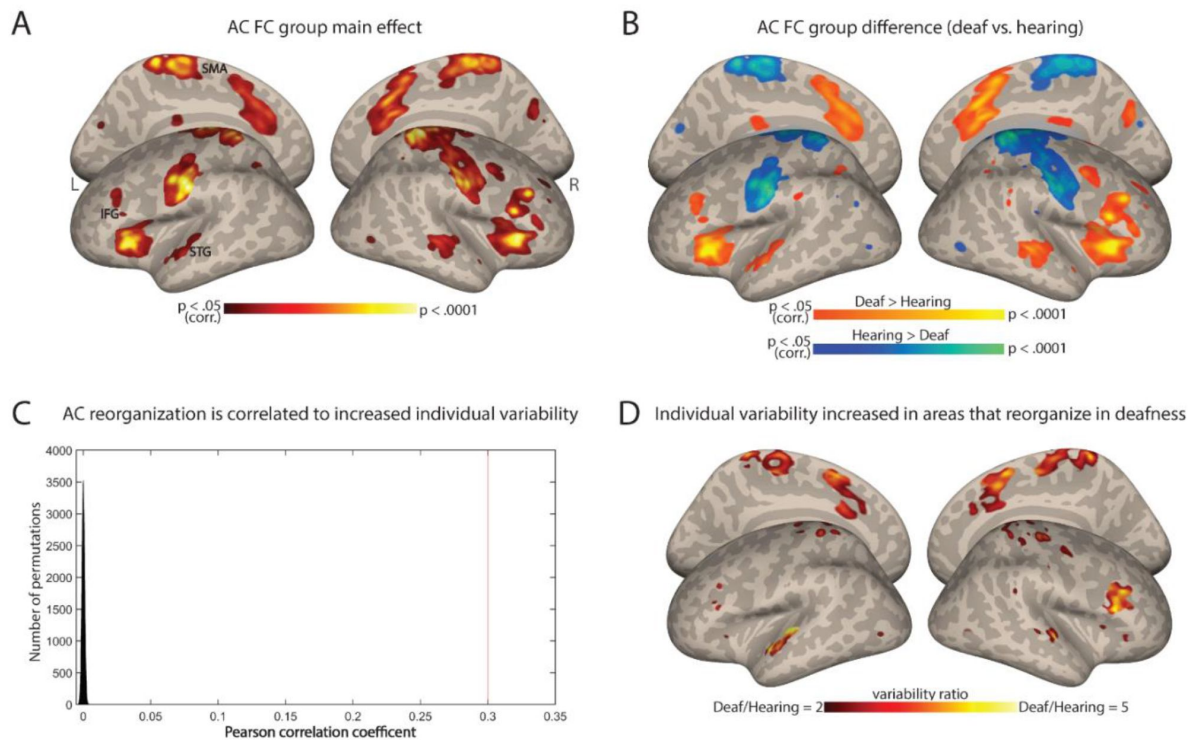 A
AC FC group main effect
SMA
L
R
IFG
STG
p < .05
(corr.)
p < .0001
B
AC FC group difference (deaf vs. hearing)
p < .05
(corr.)
Deaf > Hearing
p < .0001
p < .05
(corr.)
Hearing > Deaf
p < .0001
C
AC reorganization is correlated to increased individual variability
Number of permutations
4000
3500
3000
2500
2000
1500
1000
500
0
0
0.05
0.1
0.15
0.2
0.25
0.3
0.35
Pearson correlation coefficent
D
Individual variability increased in areas that reorganize in deafness
variability ratio
Deaf/Hearing = 2
Deaf/Hearing = 5